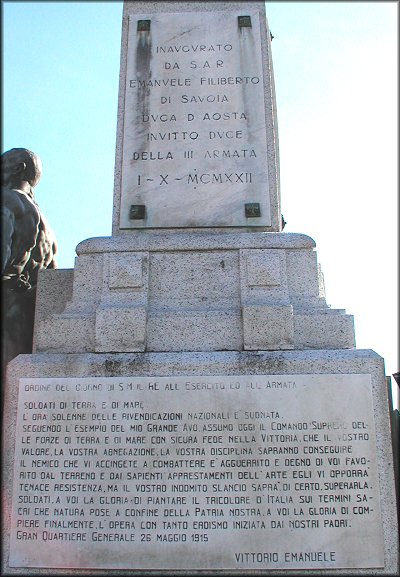 INAVGVRATO
DA S.A.R
EMANVELE FILIBERTO
DI SAVOIA
DVCA D'AOSTA
INVITTO DVCE
DELLA III ARMATA
I-X-MCMXXII
ORDINE DEL GIORNO DI S.M IL RE ALL'ESERCITO ED ALL'ARMATA
SOLDATI DI TERRA E DI MARE
L'ORA SOLENNE DELLE RIVENDICAZIONI NAZIONALI E SUONATA.
SEGUENDO L'ESEMPIO DEL MIO GRANDE AVO, ASSUMO OGGI IL COMANDO SUPREMO DEL-
LE FORZE DI TERRA E DI MARE CON SICURA FEDE NELLA VITTORIA, CHE IL VOSTRO
VALORE, LA VOSTRA ABNEGAZIONE, LA VOSTRA DISCIPLINA SAPRANNO CONSEGUIRE
IL NEMICO CHE VI ACCINGETE A COMBATTERE E' AGGUERRITO E DEGNO DI VOI FAVO-
RITO DAL TERRENO E DAI SAPIENTI APPRESTAMENTI DELL'ARTE EGLI VI OPPORRA'
TENACE RESISTENZA, MA IL VOSTRO INDOMITO SLANCIO SAPRA' DI CERTO, SUPERARLA.
SOLDATI, A VOI LA GLORIA DI PIANTARE IL TRICOLORE D'ITALIA SUI TERMINI SA-
CRI CHE NATURA POSE A CONFINE DELLA PATRIA NOSTRA, A VOI LA GLORIA DI COM-
PIERE FINALMENTE, L'OPERA CON TANTO EROISMO INIZIATA DAI NOSTRI PADRI.
GRAN QUARTIERE GENERALE 26 MAGGIO 1915
VITTORIO EMANUELE